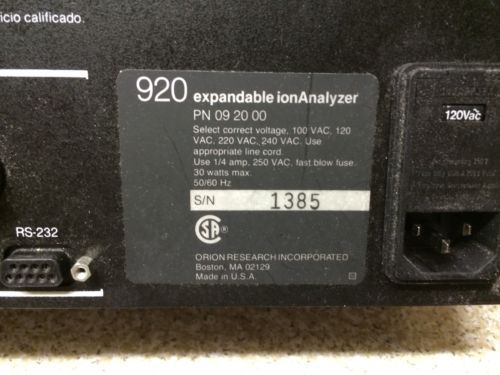 icio calificado.
920 expandable ionAnalyzer
PN 09 20 00
Select correct voltage, 100 VAC, 120
VAC, 220 VAC, 240 VAC. Use
appropriate line cord.
Use 1/4 amp, 250 VAC, fast blow fuse.
30 watts max.
50/60 Hz
S/N 1385
ORION RESEARCH INCORPORATED
Boston, MA 02129
Made in U.S.A.
RS-232
120Vac